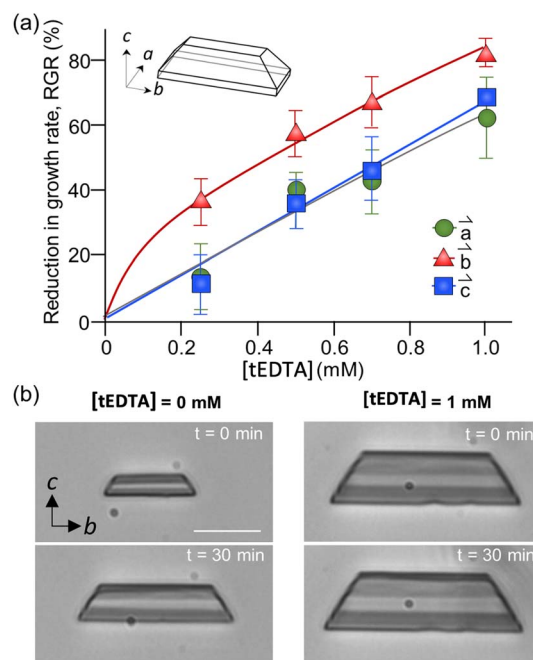 (a)
c
a
b
Reduction in growth rate, RGR (%)
80
60
40
20
0
a
b
c
0 0.2 0.4 0.6 0.8 1.0
[tEDTA] (mM)
(b)
[tEDTA] = 0 mM [tEDTA] = 1 mM
t = 0 min t = 0 min
c
b
t = 30 min t = 30 min